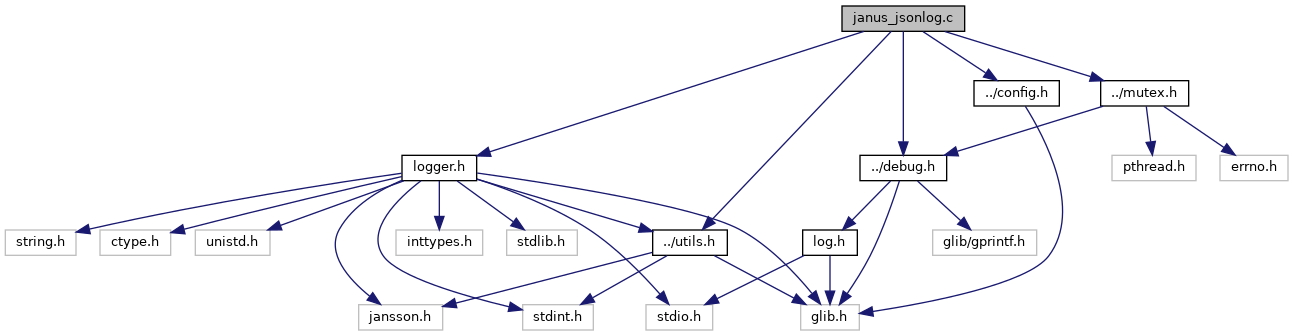 janus_jsonlog.c
../config.h
../mutex.h
logger.h
../debug.h
pthread.h
errno.h
string.h
ctype.h
unistd.h
inttypes.h
stdlib.h
../utils.h
log.h
glib/gprintf.h
jansson.h
stdint.h
stdio.h
glib.h